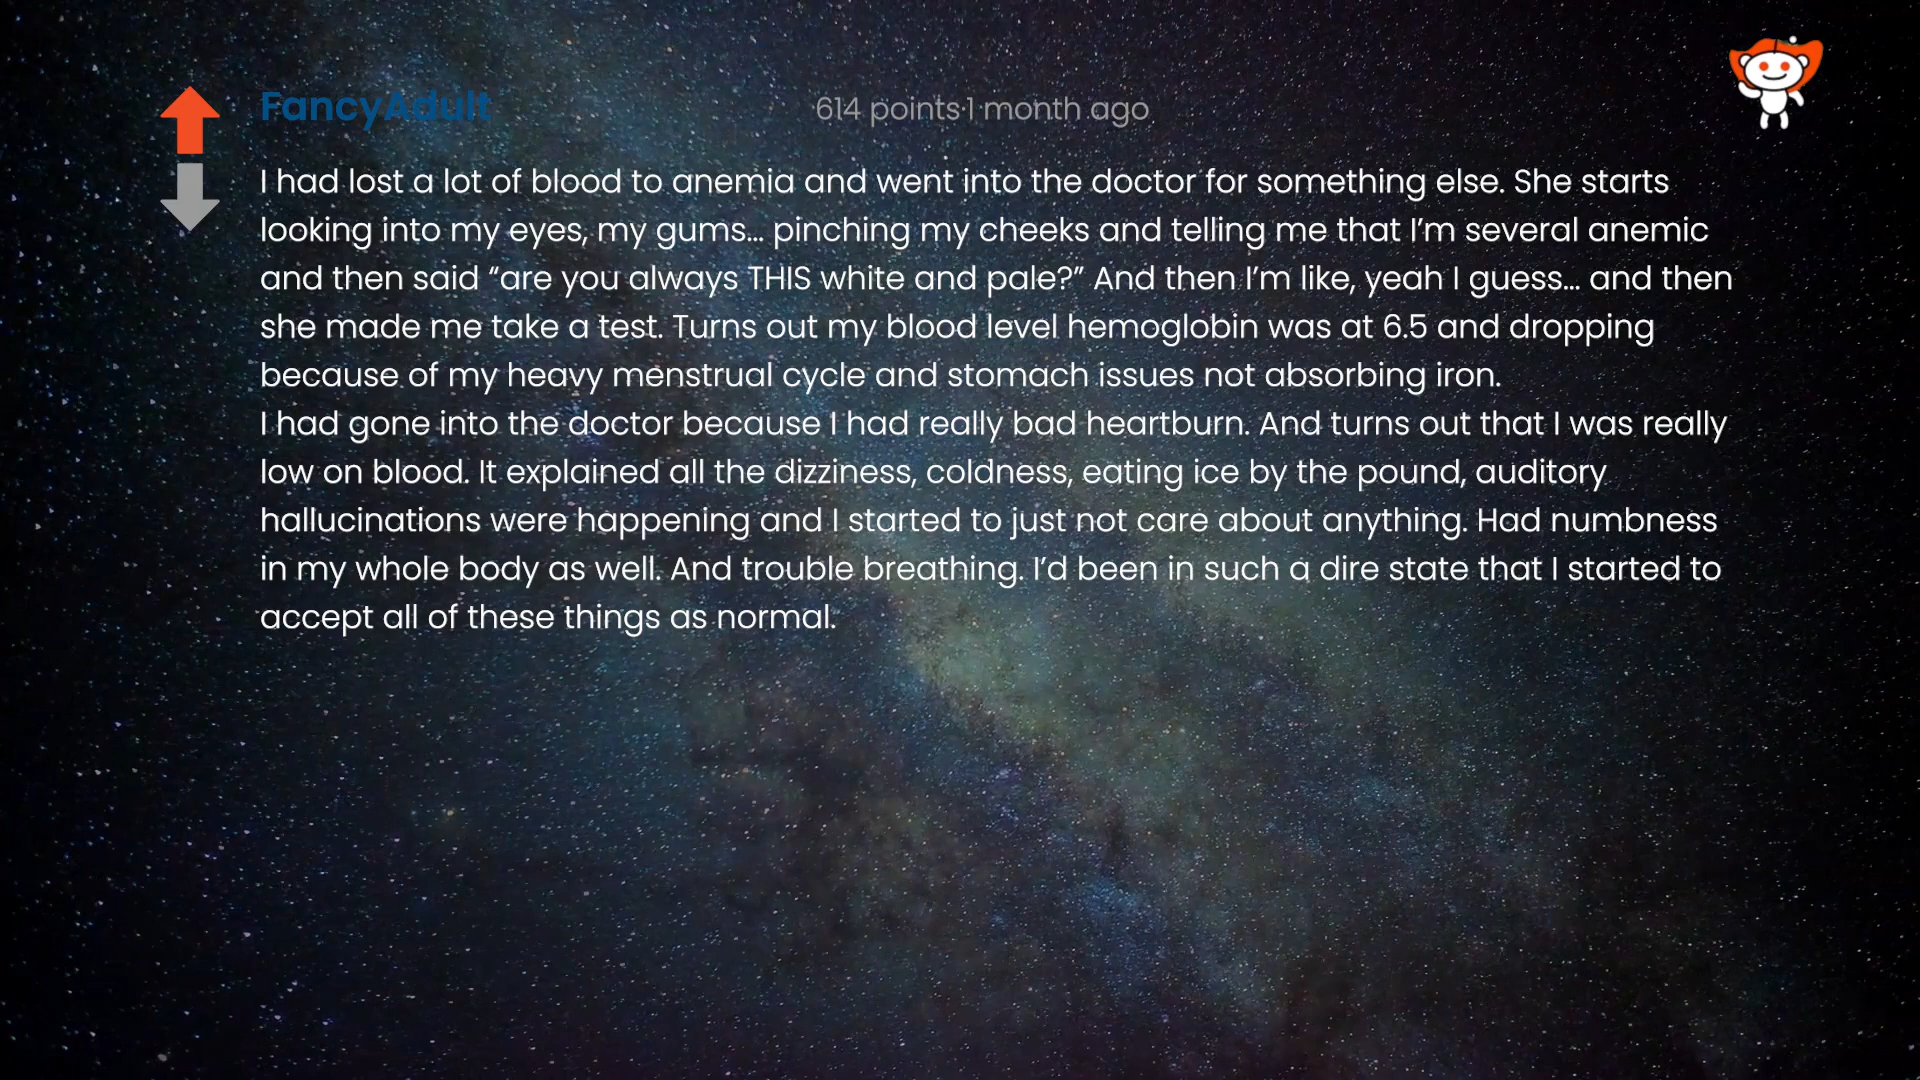 FancyAdult
614 points·1 month ago
I had lost a lot of blood to anemia and went into the doctor for something else. She starts
looking into my eyes, my gums... pinching my cheeks and telling me that I’m several anemic
and then said “are you always THIS white and pale?” And then I’m like, yeah I guess... and then
she made me take a test. Turns out my blood level hemoglobin was at 6.5 and dropping
because of my heavy menstrual cycle and stomach issues not absorbing iron.
I had gone into the doctor because I had really bad heartburn. And turns out that I was really
low on blood. It explained all the dizziness, coldness, eating ice by the pound, auditory
hallucinations were happening and I started to just not care about anything. Had numbness
in my whole body as well. And trouble breathing. I’d been in such a dire state that I started to
accept all of these things as normal.